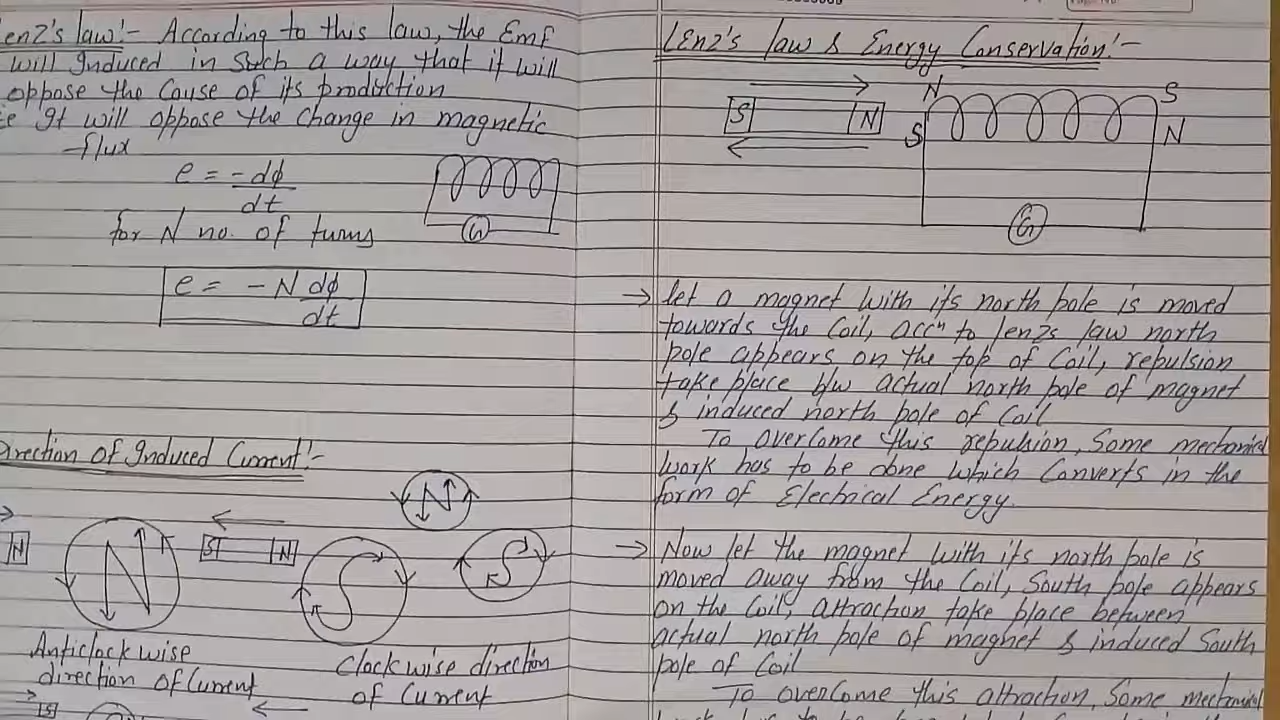 Lenz's law:- According to this law, the Emf
will Induced in Such a way that it will
oppose the Cause of its production
ie It will oppose the change in magnetic
flux
e = -dϕ
dt
for N no. of turns
G
e = -N dϕ
dt
Direction Of Induced Current:-
N
N
S N
S
N
S
Anticlockwise
direction of Current
Clockwise direction
of Current
S
Lenz's law & Energy Conservation:-
S N
N S
S N
G
→ let a magnet with its north pole is moved
towards the Coil, accⁿ to lenzs law north
pole appears on the top of Coil, repulsion
take place b/w actual north pole of magnet
& induced north pole of Coil
To overcome this repulsion, Some mechanical
work has to be done which Converts in the
form of Electrical Energy.
→ Now let the magnet with its north pole is
moved away from the Coil, South pole appears
on the Coil, attraction take place between
actual north pole of magnet & induced South
pole of Coil
To overcome this attraction, Some mechanical